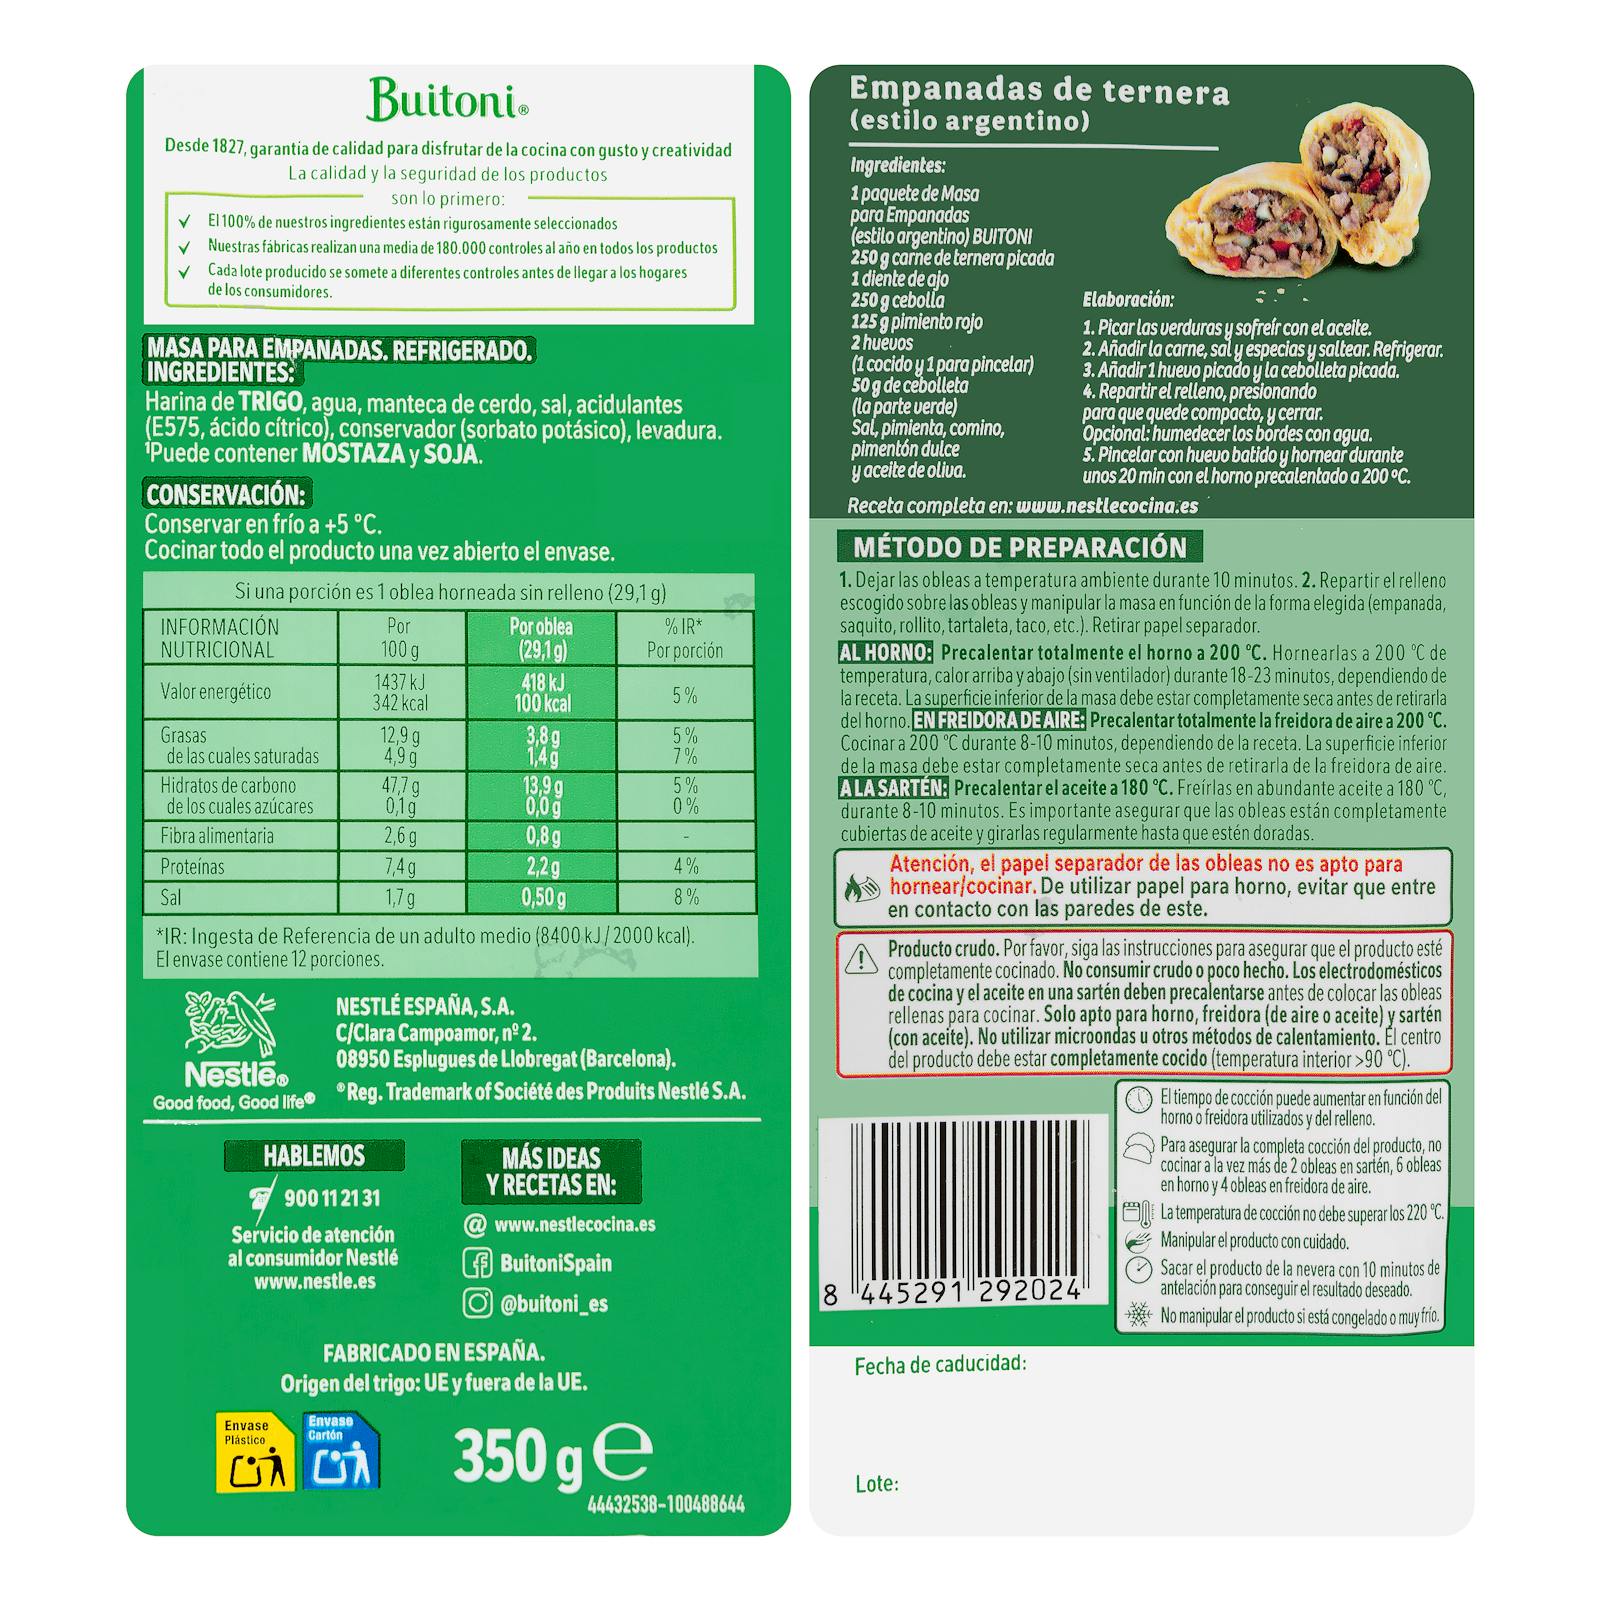 Buitoni®
Desde 1827, garantía de calidad para disfrutar de la cocina con gusto y creatividad
La calidad y la seguridad de los productos
son lo primero:
✓ El 100% de nuestros ingredientes están rigurosamente seleccionados
✓ Nuestras fábricas realizan una media de 180.000 controles al año en todos los productos
✓ Cada lote producido se somete a diferentes controles antes de llegar a los hogares
de los consumidores.
MASA PARA EMPANADAS. REFRIGERADO.
INGREDIENTES:
Harina de TRIGO, agua, manteca de cerdo, sal, acidulantes
(E575, ácido cítrico), conservador (sorbato potásico), levadura.
¹Puede contener MOSTAZA y SOJA.
CONSERVACIÓN:
Conservar en frío a +5 °C.
Cocinar todo el producto una vez abierto el envase.
Si una porción es 1 oblea horneada sin relleno (29,1 g)
INFORMACIÓN NUTRICIONAL Por 100 g Por oblea (29,1 g) % IR* Por porción
Valor energético 1437 kJ 342 kcal 418 kJ 100 kcal 5 %
Grasas 12,9 g 3,8 g 5 %
de las cuales saturadas 4,9 g 1,4 g 7 %
Hidratos de carbono 47,7 g 13,9 g 5 %
de los cuales azúcares 0,1 g 0,0 g 0 %
Fibra alimentaria 2,6 g 0,8 g -
Proteínas 7,4 g 2,2 g 4 %
Sal 1,7 g 0,50 g 8 %
*IR: Ingesta de Referencia de un adulto medio (8400 kJ / 2000 kcal).
El envase contiene 12 porciones.
Nestlé®
Good food, Good life®
NESTLÉ ESPAÑA, S.A.
C/Clara Campoamor, nº 2.
08950 Esplugues de Llobregat (Barcelona).
®Reg. Trademark of Société des Produits Nestlé S.A.
HABLEMOS
900 11 21 31
Servicio de atención
al consumidor Nestlé
www.nestle.es
MÁS IDEAS
Y RECETAS EN:
@ www.nestlecocina.es
BuitoniSpain
@buitoni_es
FABRICADO EN ESPAÑA.
Origen del trigo: UE y fuera de la UE.
Envase
Plástico
Envase
Cartón
350 g e
44432538-100488644
Empanadas de ternera
(estilo argentino)
Ingredientes:
1 paquete de Masa
para Empanadas
(estilo argentino) BUITONI
250 g carne de ternera picada
1 diente de ajo
250 g cebolla
125 g pimiento rojo
2 huevos
(1 cocido y 1 para pincelar)
50 g de cebolleta
(la parte verde)
Sal, pimienta, comino,
pimentón dulce
y aceite de oliva.
Elaboración:
1. Picar las verduras y sofreír con el aceite.
2. Añadir la carne, sal y especias y saltear. Refrigerar.
3. Añadir 1 huevo picado y la cebolleta picada.
4. Repartir el relleno, presionando
para que quede compacto, y cerrar.
Opcional: humedecer los bordes con agua.
5. Pincelar con huevo batido y hornear durante
unos 20 min con el horno precalentado a 200 ºC.
Receta completa en: www.nestlecocina.es
MÉTODO DE PREPARACIÓN
1. Dejar las obleas a temperatura ambiente durante 10 minutos. 2. Repartir el relleno
escogido sobre las obleas y manipular la masa en función de la forma elegida (empanada,
saquito, rollito, tartaleta, taco, etc.). Retirar papel separador.
AL HORNO: Precalentar totalmente el horno a 200 °C. Hornearlas a 200 °C de
temperatura, calor arriba y abajo (sin ventilador) durante 18-23 minutos, dependiendo de
la receta. La superficie inferior de la masa debe estar completamente seca antes de retirarla
del horno. EN FREIDORA DE AIRE: Precalentar totalmente la freidora de aire a 200 °C.
Cocinar a 200 °C durante 8-10 minutos, dependiendo de la receta. La superficie inferior
de la masa debe estar completamente seca antes de retirarla de la freidora de aire.
A LA SARTÉN: Precalentar el aceite a 180 °C. Freírlas en abundante aceite a 180 °C,
durante 8-10 minutos. Es importante asegurar que las obleas están completamente
cubiertas de aceite y girarlas regularmente hasta que estén doradas.
Atención, el papel separador de las obleas no es apto para
hornear/cocinar. De utilizar papel para horno, evitar que entre
en contacto con las paredes de este.
Producto crudo. Por favor, siga las instrucciones para asegurar que el producto esté
completamente cocinado. No consumir crudo o poco hecho. Los electrodomésticos
de cocina y el aceite en una sartén deben precalentarse antes de colocar las obleas
rellenas para cocinar. Solo apto para horno, freidora (de aire o aceite) y sartén
(con aceite). No utilizar microondas u otros métodos de calentamiento. El centro
del producto debe estar completamente cocido (temperatura interior >90 °C).
El tiempo de cocción puede aumentar en función del
horno o freidora utilizados y del relleno.
Para asegurar la completa cocción del producto, no
cocinar a la vez más de 2 obleas en sartén, 6 obleas
en horno y 4 obleas en freidora de aire.
La temperatura de cocción no debe superar los 220 °C.
Manipular el producto con cuidado.
Sacar el producto de la nevera con 10 minutos de
antelación para conseguir el resultado deseado.
No manipular el producto si está congelado o muy frío.
8 445291 292024
Fecha de caducidad:
Lote: